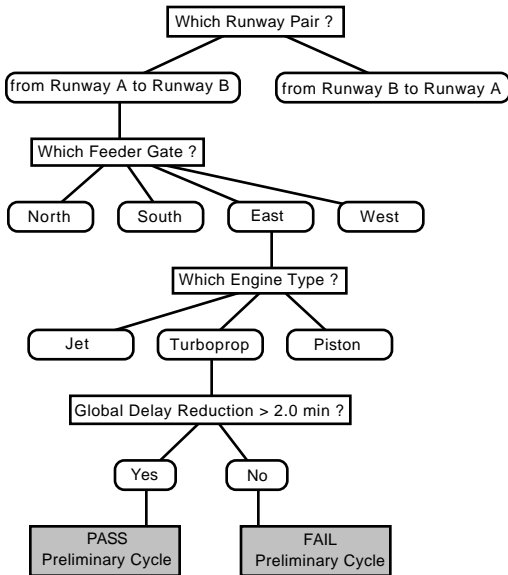 Which Runway Pair ?
from Runway A to Runway B
from Runway B to Runway A
Which Feeder Gate ?
North
South
East
West
Which Engine Type ?
Jet
Turboprop
Piston
Global Delay Reduction > 2.0 min ?
Yes
No
PASS
Preliminary Cycle
FAIL
Preliminary Cycle